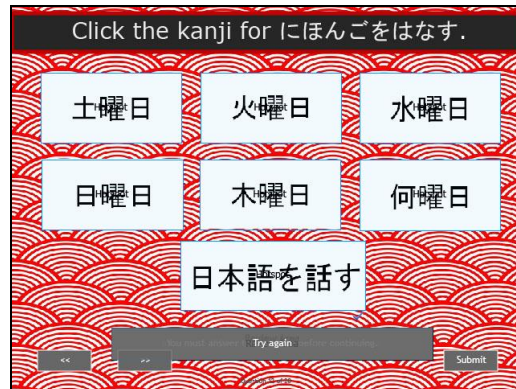 Click the kanji for にほんごをはなす.
土曜日
火曜日
水曜日
日曜日
木曜日
何曜日
日本語を話す
Try again
<<
>>
Submit